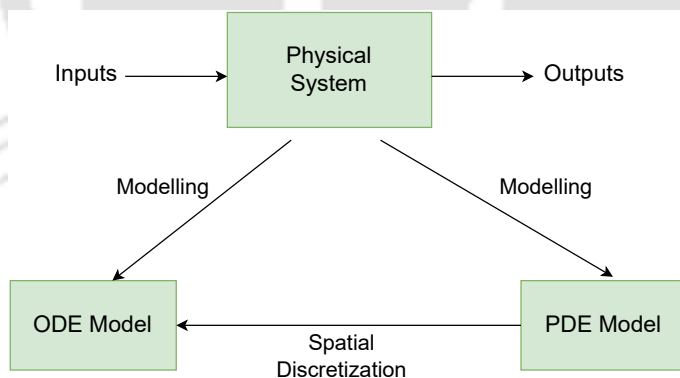 Physical
System
Inputs
Outputs
Modelling
Modelling
ODE Model
PDE Model
Spatial
Discretization